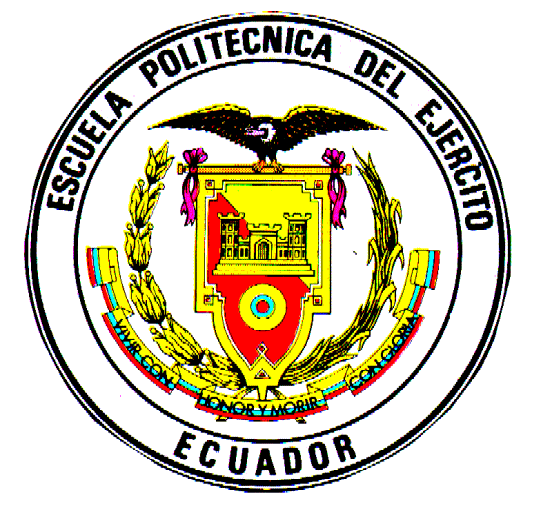 ESCUELA POLITECNICA DEL EJERCITO
VIVIR CON
HONOR Y MORIR
CON GLORIA
ECUADOR